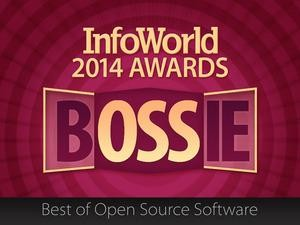 InfoWorld
2014 AWARDS
BOSSIE
Best of Open Source Software